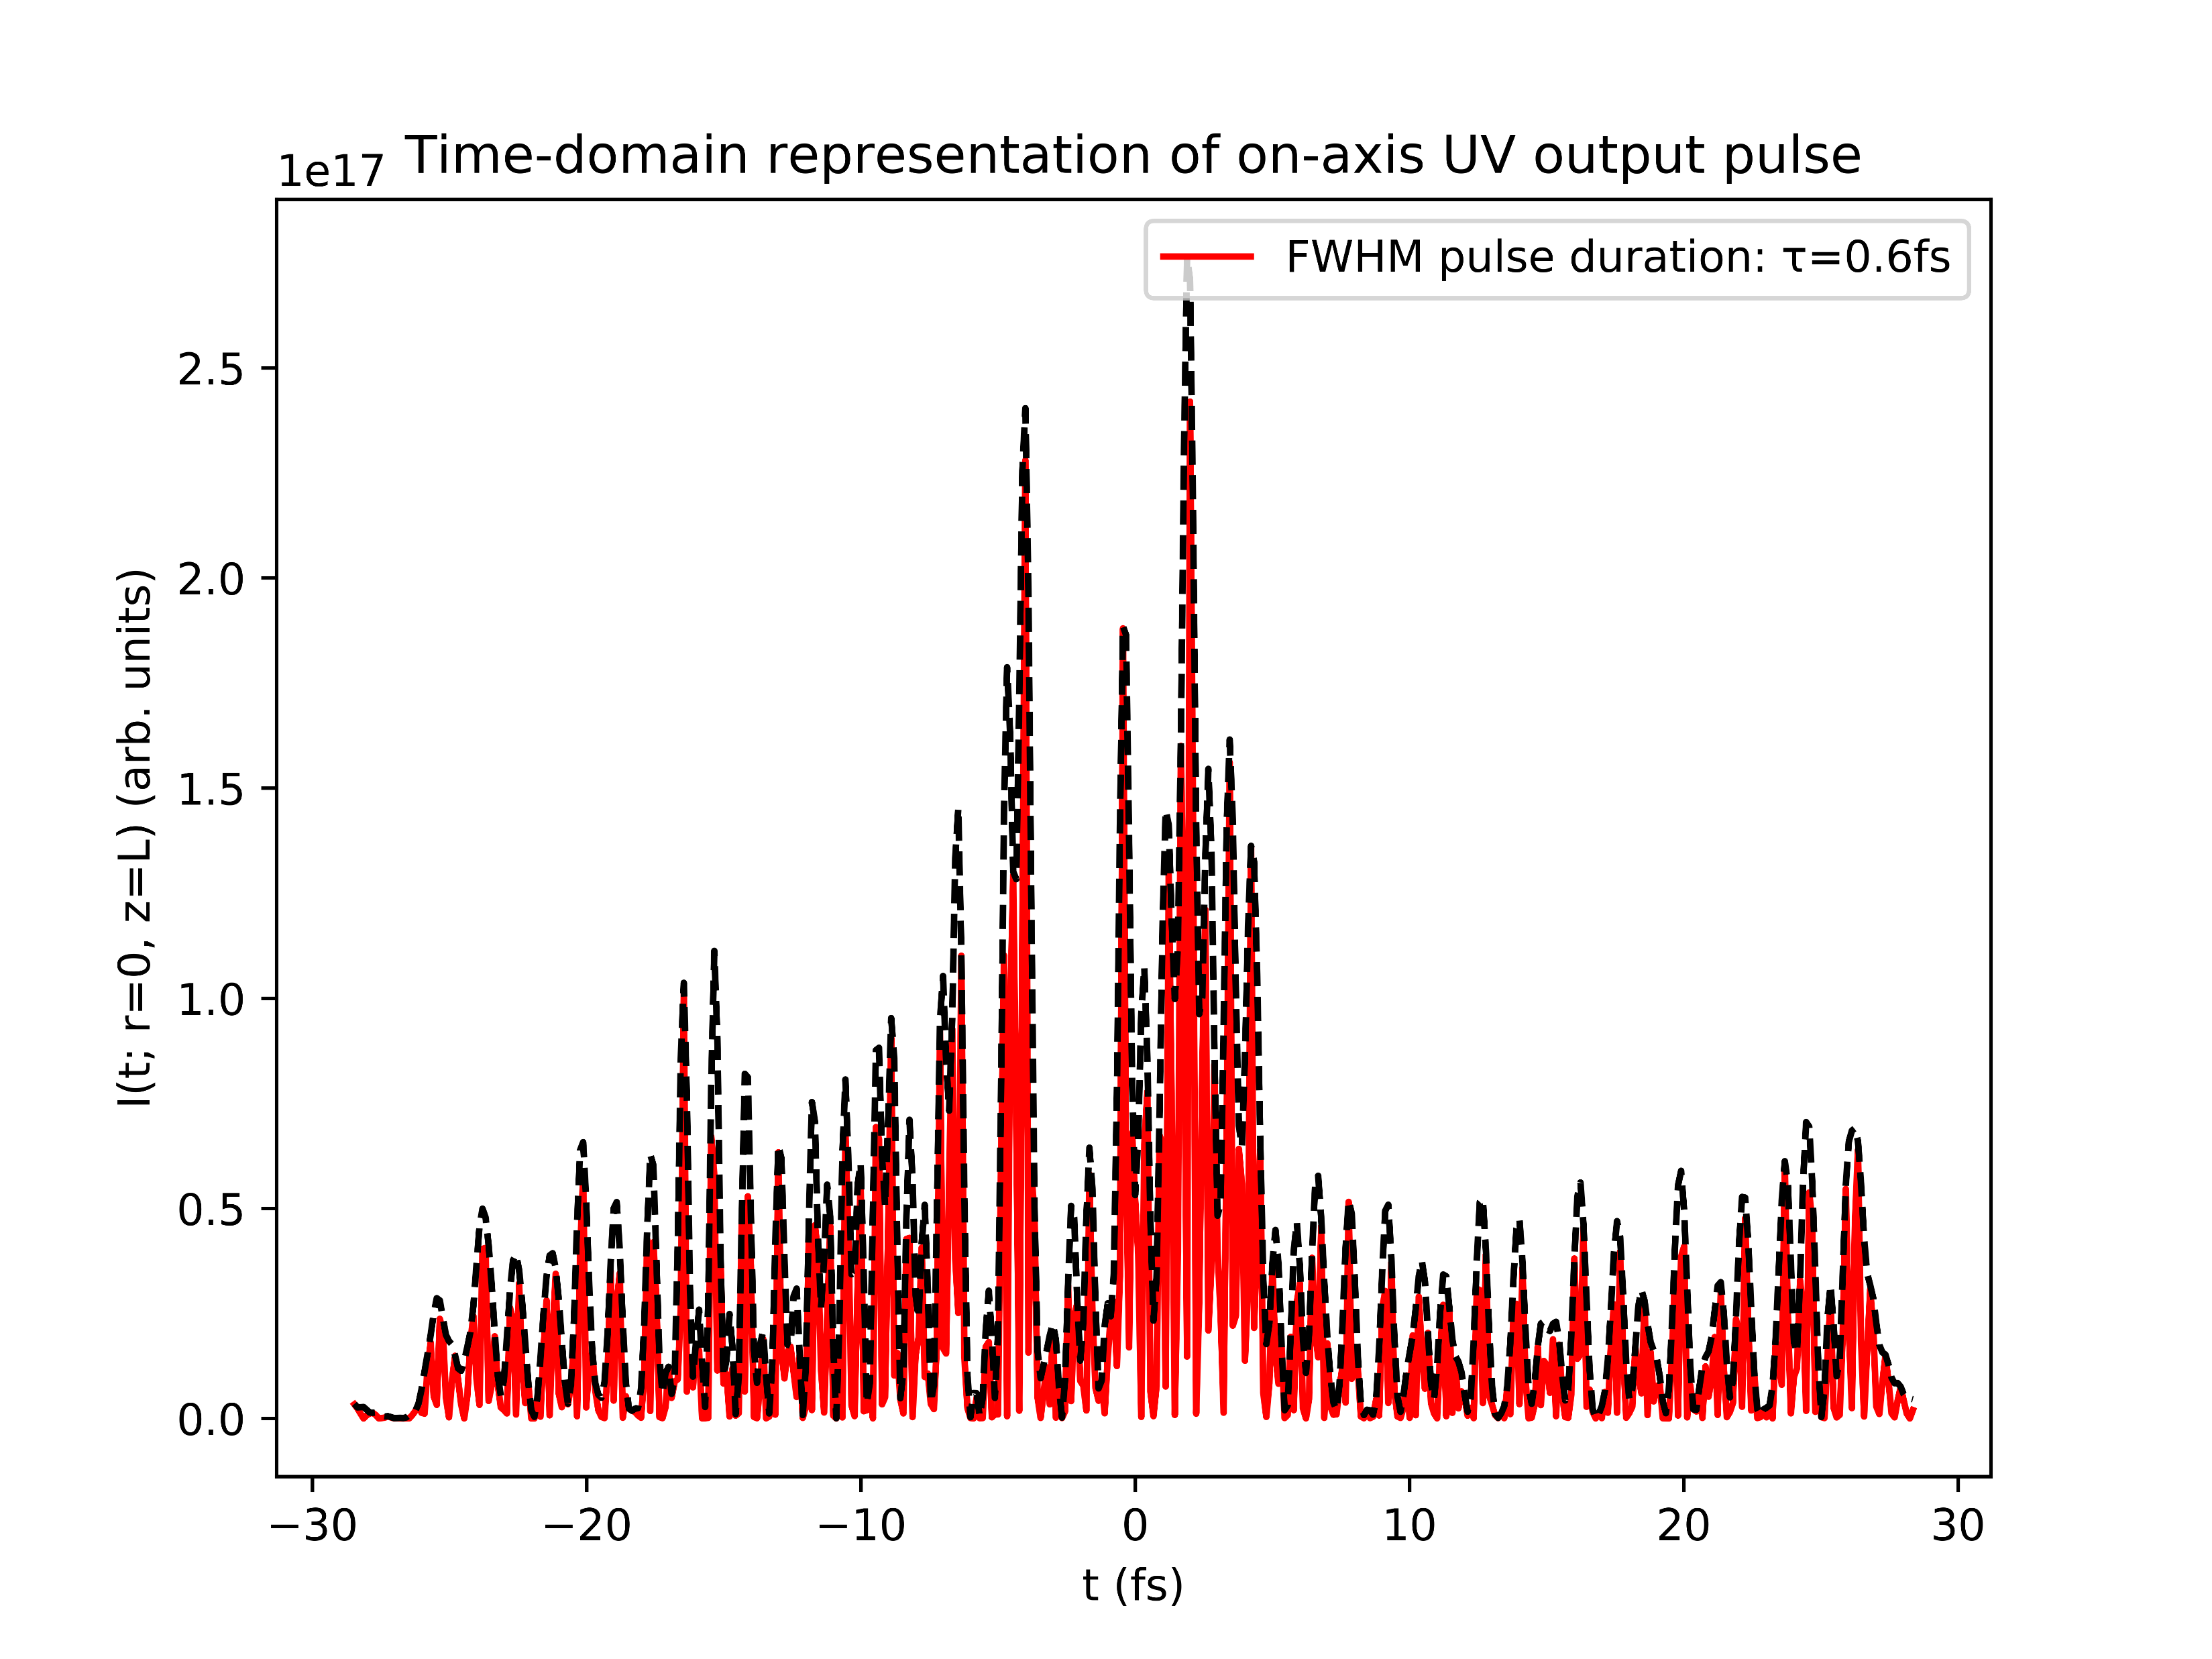 Time-domain representation of on-axis UV output pulse
1e17
FWHM pulse duration: τ=0.6fs
I(t; r=0, z=L) (arb. units)
2.5
2.0
1.5
1.0
0.5
0.0
−30 −20 −10 0 10 20 30
t (fs)